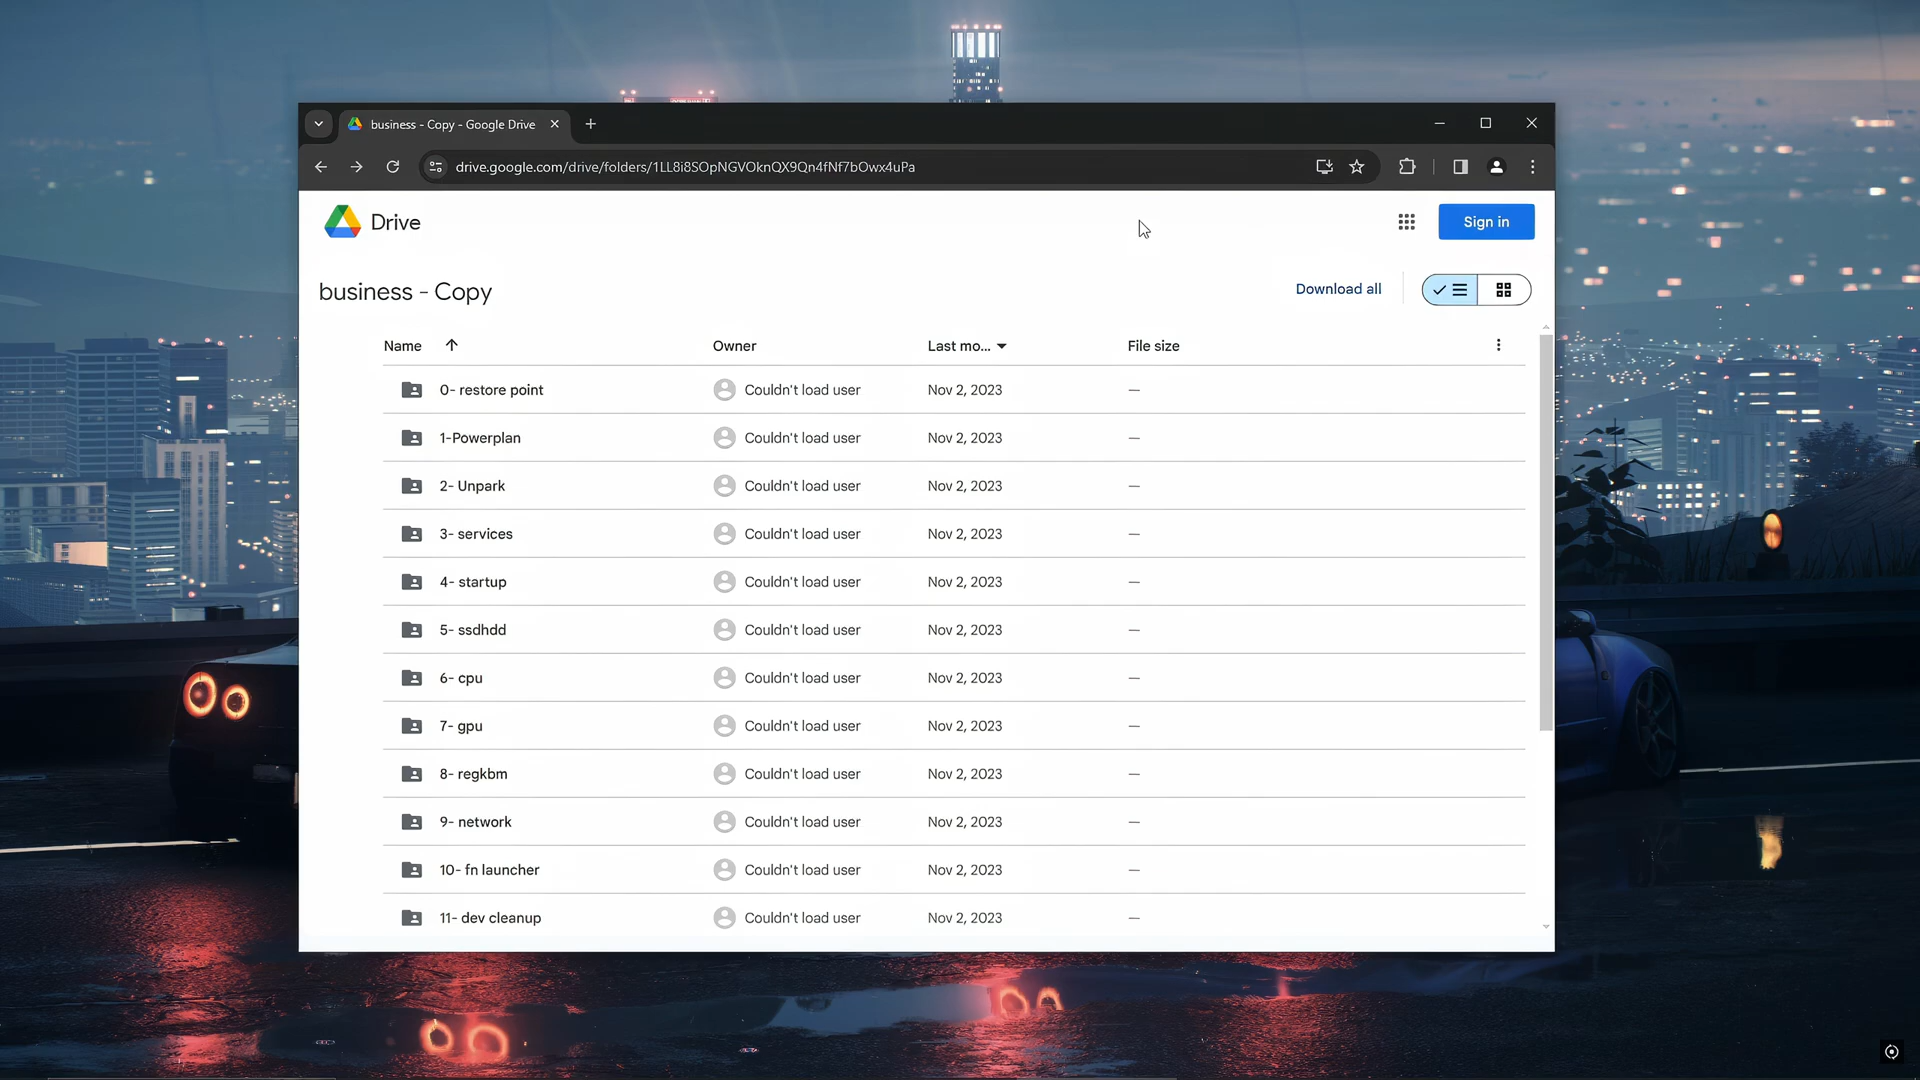 business - Copy - Google Drive
drive.google.com/drive/folders/1LL8i8SOpNGVOknQX9Qn4fNf7bOwx4uPa
Drive
Sign in
business - Copy
Download all
Name Owner Last mo... File size
0- restore point Couldn't load user Nov 2, 2023 —
1-Powerplan Couldn't load user Nov 2, 2023 —
2- Unpark Couldn't load user Nov 2, 2023 —
3- services Couldn't load user Nov 2, 2023 —
4- startup Couldn't load user Nov 2, 2023 —
5- ssdhdd Couldn't load user Nov 2, 2023 —
6- cpu Couldn't load user Nov 2, 2023 —
7- gpu Couldn't load user Nov 2, 2023 —
8- regkbm Couldn't load user Nov 2, 2023 —
9- network Couldn't load user Nov 2, 2023 —
10- fn launcher Couldn't load user Nov 2, 2023 —
11- dev cleanup Couldn't load user Nov 2, 2023 —